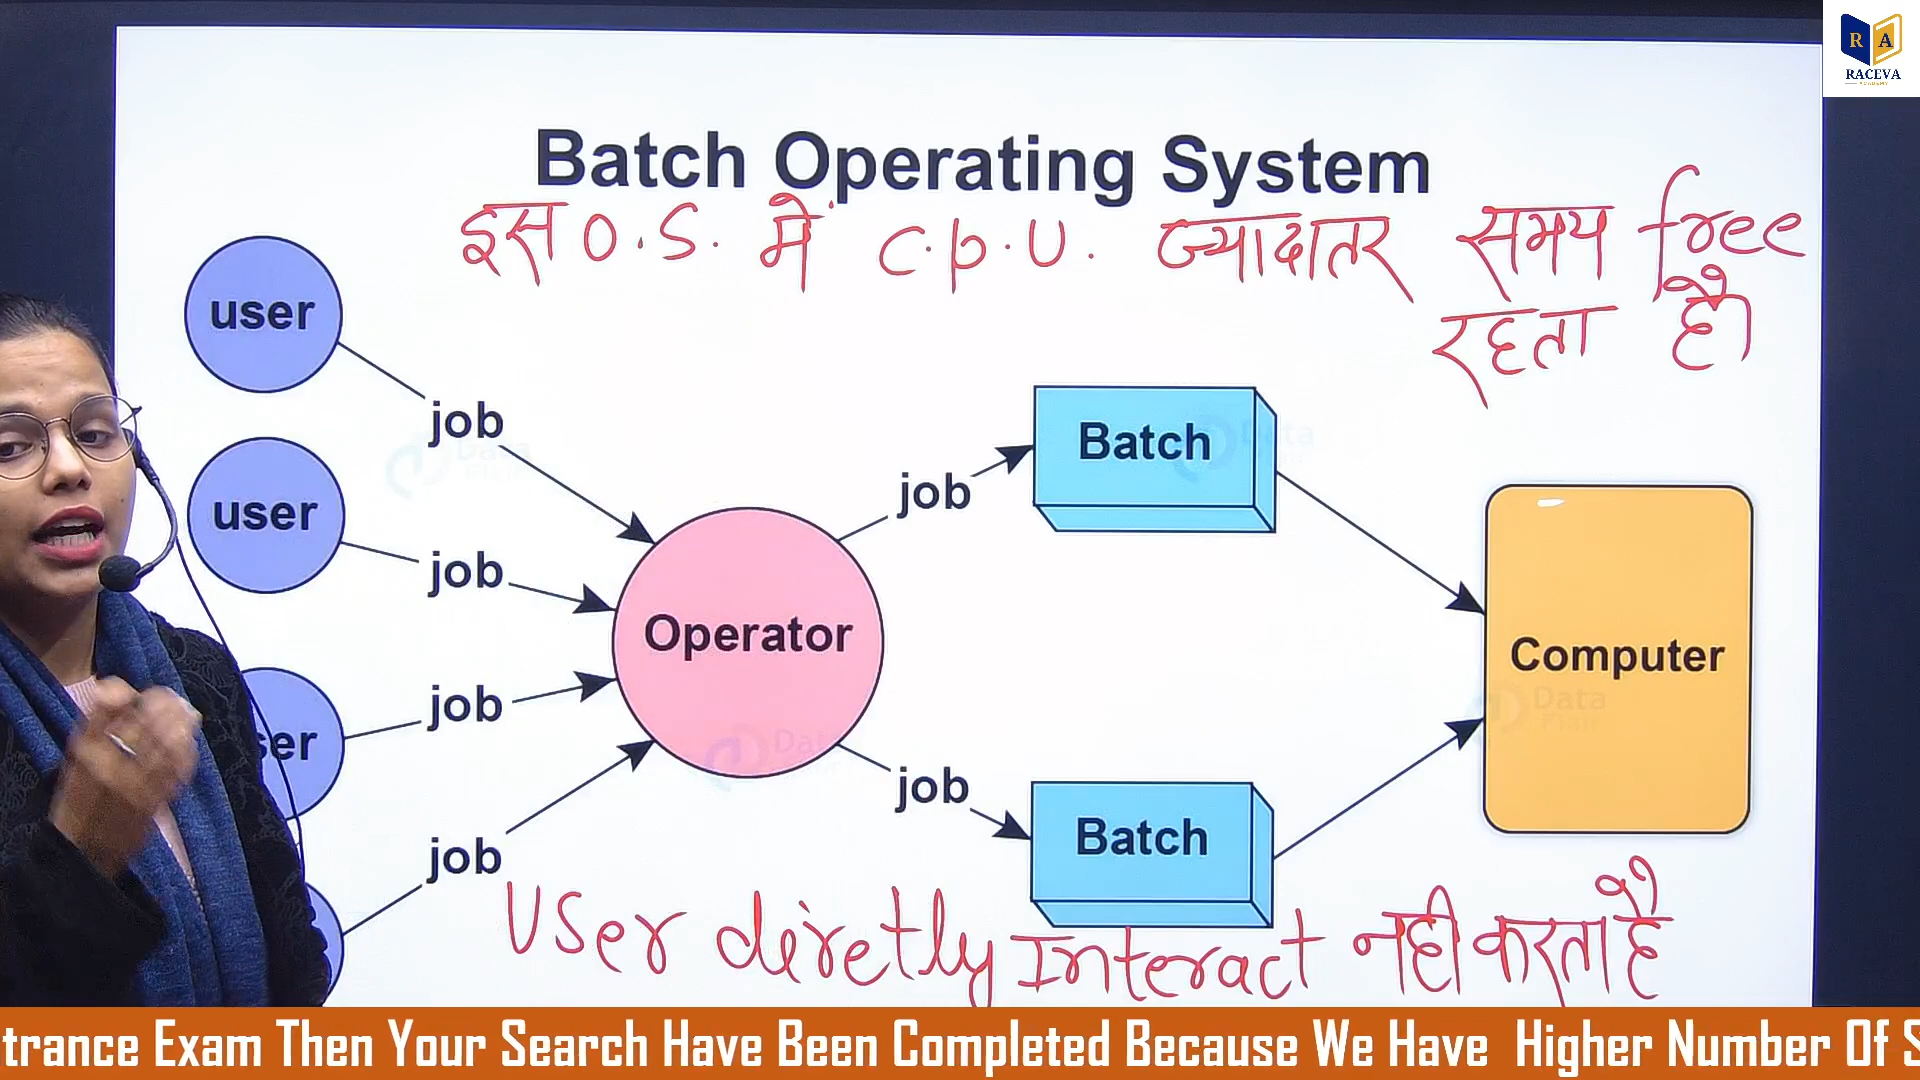 RA
RACEVA
Batch Operating System
इस O.S. में C.P.U. ज्यादातर समय free
रहता है।
user
job
Batch
job
user
job
Operator
Computer
user
job
job
Batch
job
User diretly Interact नही करता है
trance Exam Then Your Search Have Been Completed Because We Have Higher Number Of S